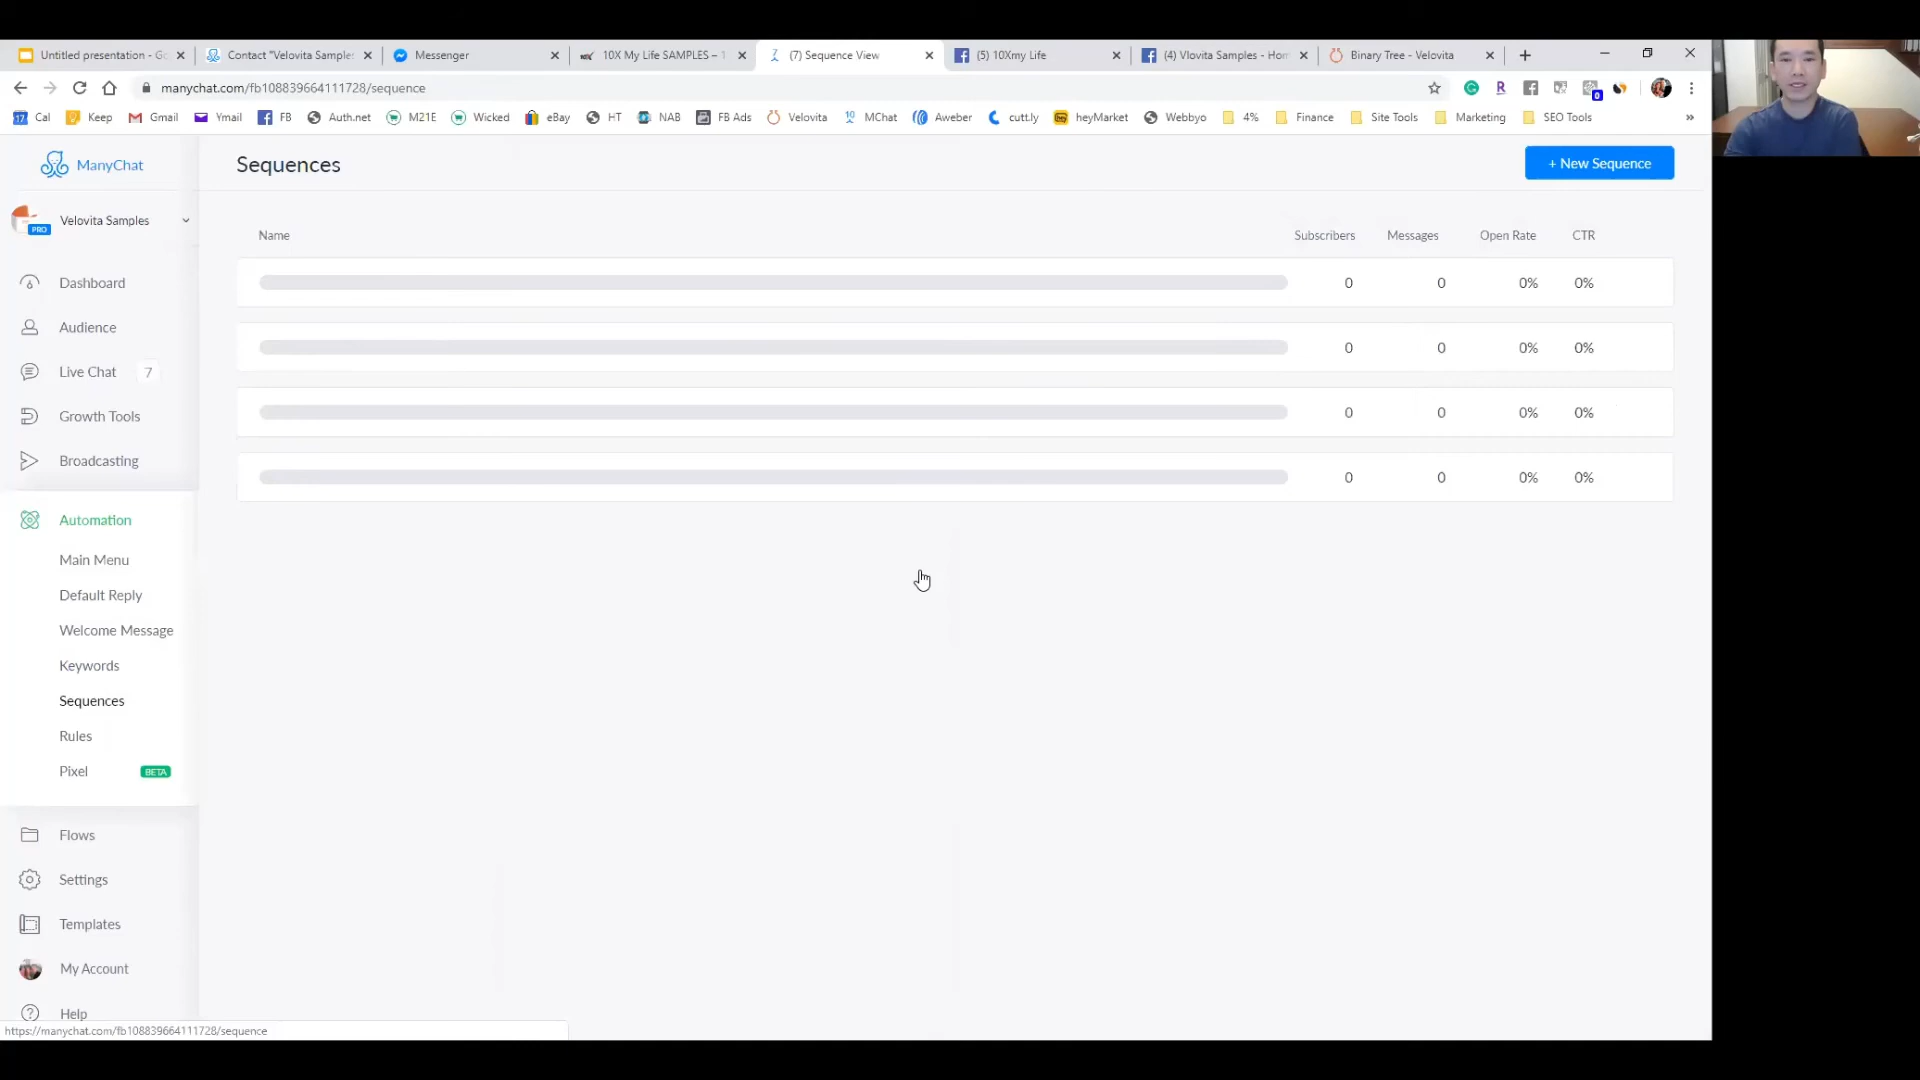 Untitled presentation - Go
Contact "Velovita Sample:
Messenger
10X My Life SAMPLES – 1
(7) Sequence View
(5) 10Xmy Life
(4) Vlovita Samples - Hom
Binary Tree - Velovita
manychat.com/fb108839664111728/sequence
0
17 Cal
Keep
Gmail
Ymail
FB
Auth.net
M21E
Wicked
eBay
HT
NAB
FB Ads
Velovita
MChat
Aweber
cutt.ly
heyMarket
Webbyo
4%
Finance
Site Tools
Marketing
SEO Tools
ManyChat
Sequences
+ New Sequence
Velovita Samples
PRO
Name Subscribers Messages Open Rate CTR
0 0 0% 0%
0 0 0% 0%
0 0 0% 0%
0 0 0% 0%
Dashboard
Audience
Live Chat 7
Growth Tools
Broadcasting
Automation
Main Menu
Default Reply
Welcome Message
Keywords
Sequences
Rules
Pixel BETA
Flows
Settings
Templates
My Account
Help
https://manychat.com/fb108839664111728/sequence